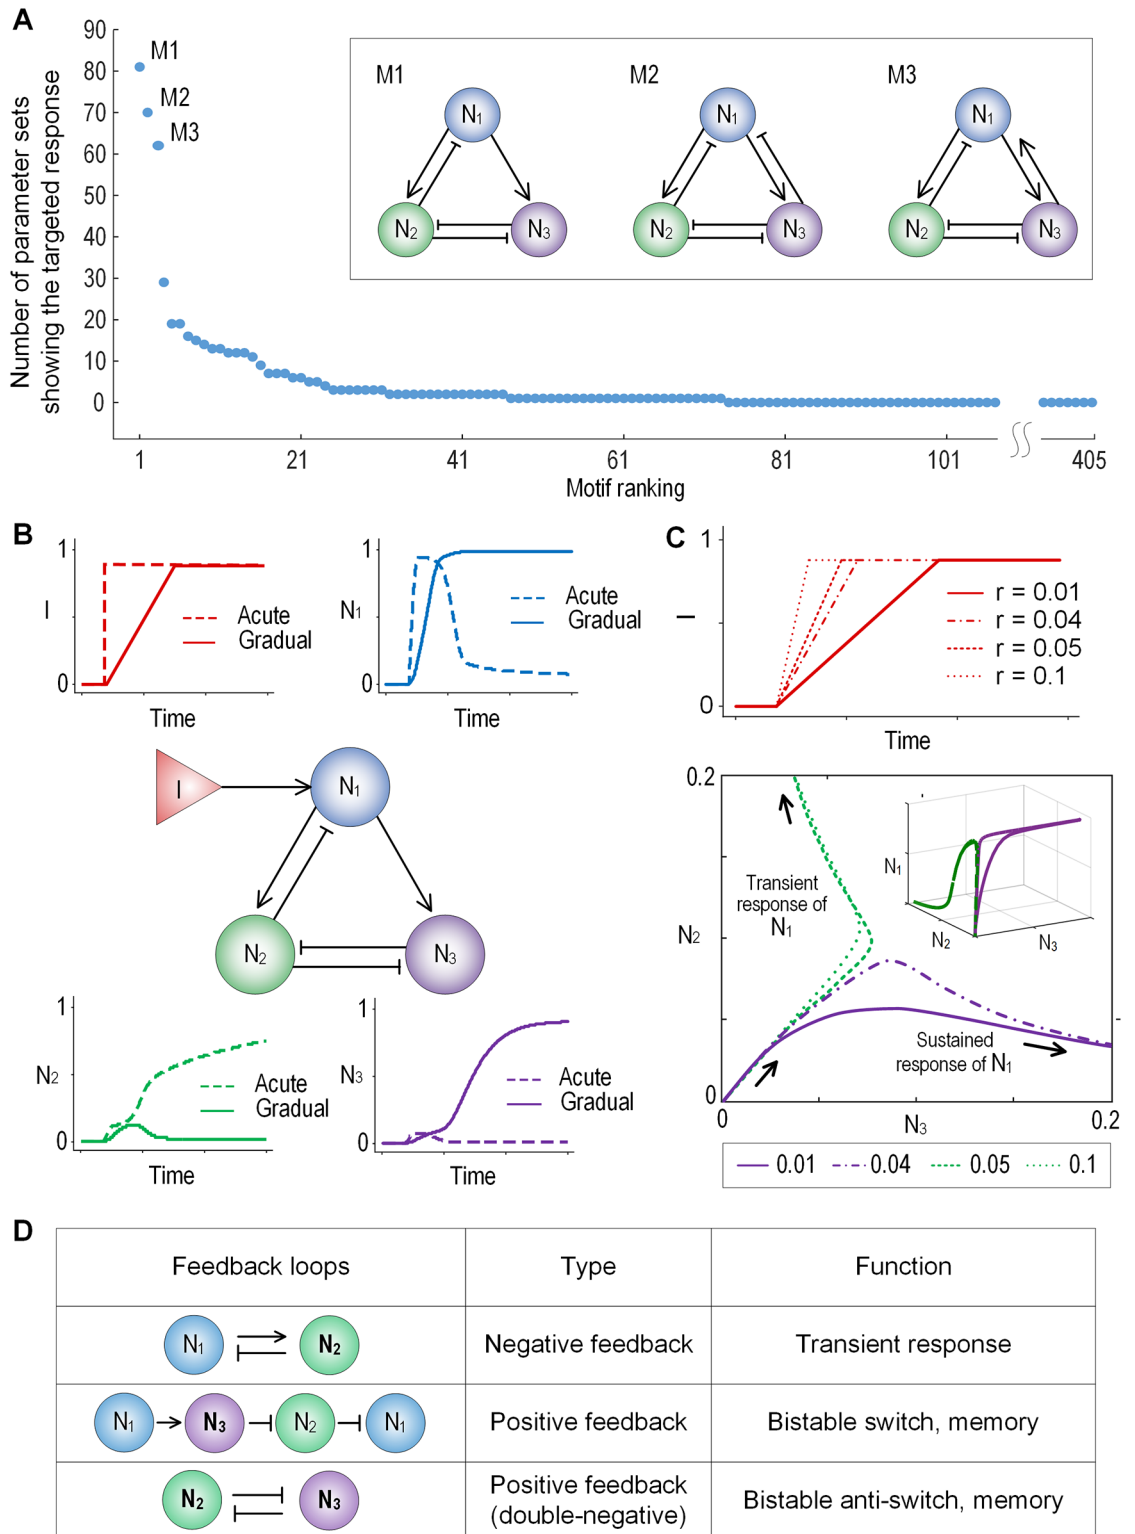 A
Number of parameter sets
showing the targeted response
90
80
70
60
50
40
30
20
10
0
M1
M2
M3
M1
N1
N2
N3
M2
N1
N2
N3
M3
N1
N2
N3
1
21
41
61
81
101
405
Motif ranking
B
1
I
0
Acute
Gradual
Time
1
N1
0
Acute
Gradual
Time
I
N1
N2
N3
1
N2
0
Acute
Gradual
Time
1
N3
0
Acute
Gradual
Time
C
1
I
0
r = 0.01
r = 0.04
r = 0.05
r = 0.1
Time
0.2
N2
0
Transient
response of
N1
N1
N2
N3
Sustained
response of N1
0
N3
0.2
0.01
0.04
0.05
0.1
D
Feedback loops
Type
Function
N1
N2
Negative feedback
Transient response
N1
N3
N2
N1
Positive feedback
Bistable switch, memory
N2
N3
Positive feedback
(double-negative)
Bistable anti-switch, memory